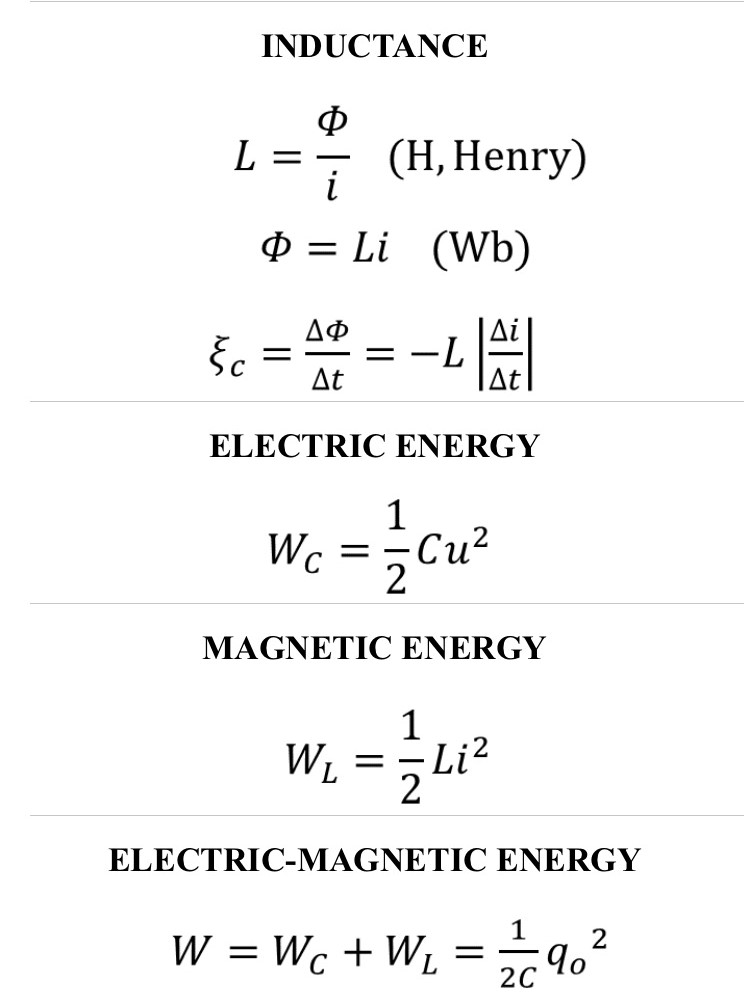 INDUCTANCE
L = Φ/i (H, Henry)
Φ = Li (Wb)
ξ_c = ΔΦ/Δt = −L |Δi/Δt|
ELECTRIC ENERGY
W_C = 1/2 Cu²
MAGNETIC ENERGY
W_L = 1/2 Li²
ELECTRIC-MAGNETIC ENERGY
W = W_C + W_L = 1/2C q_o²